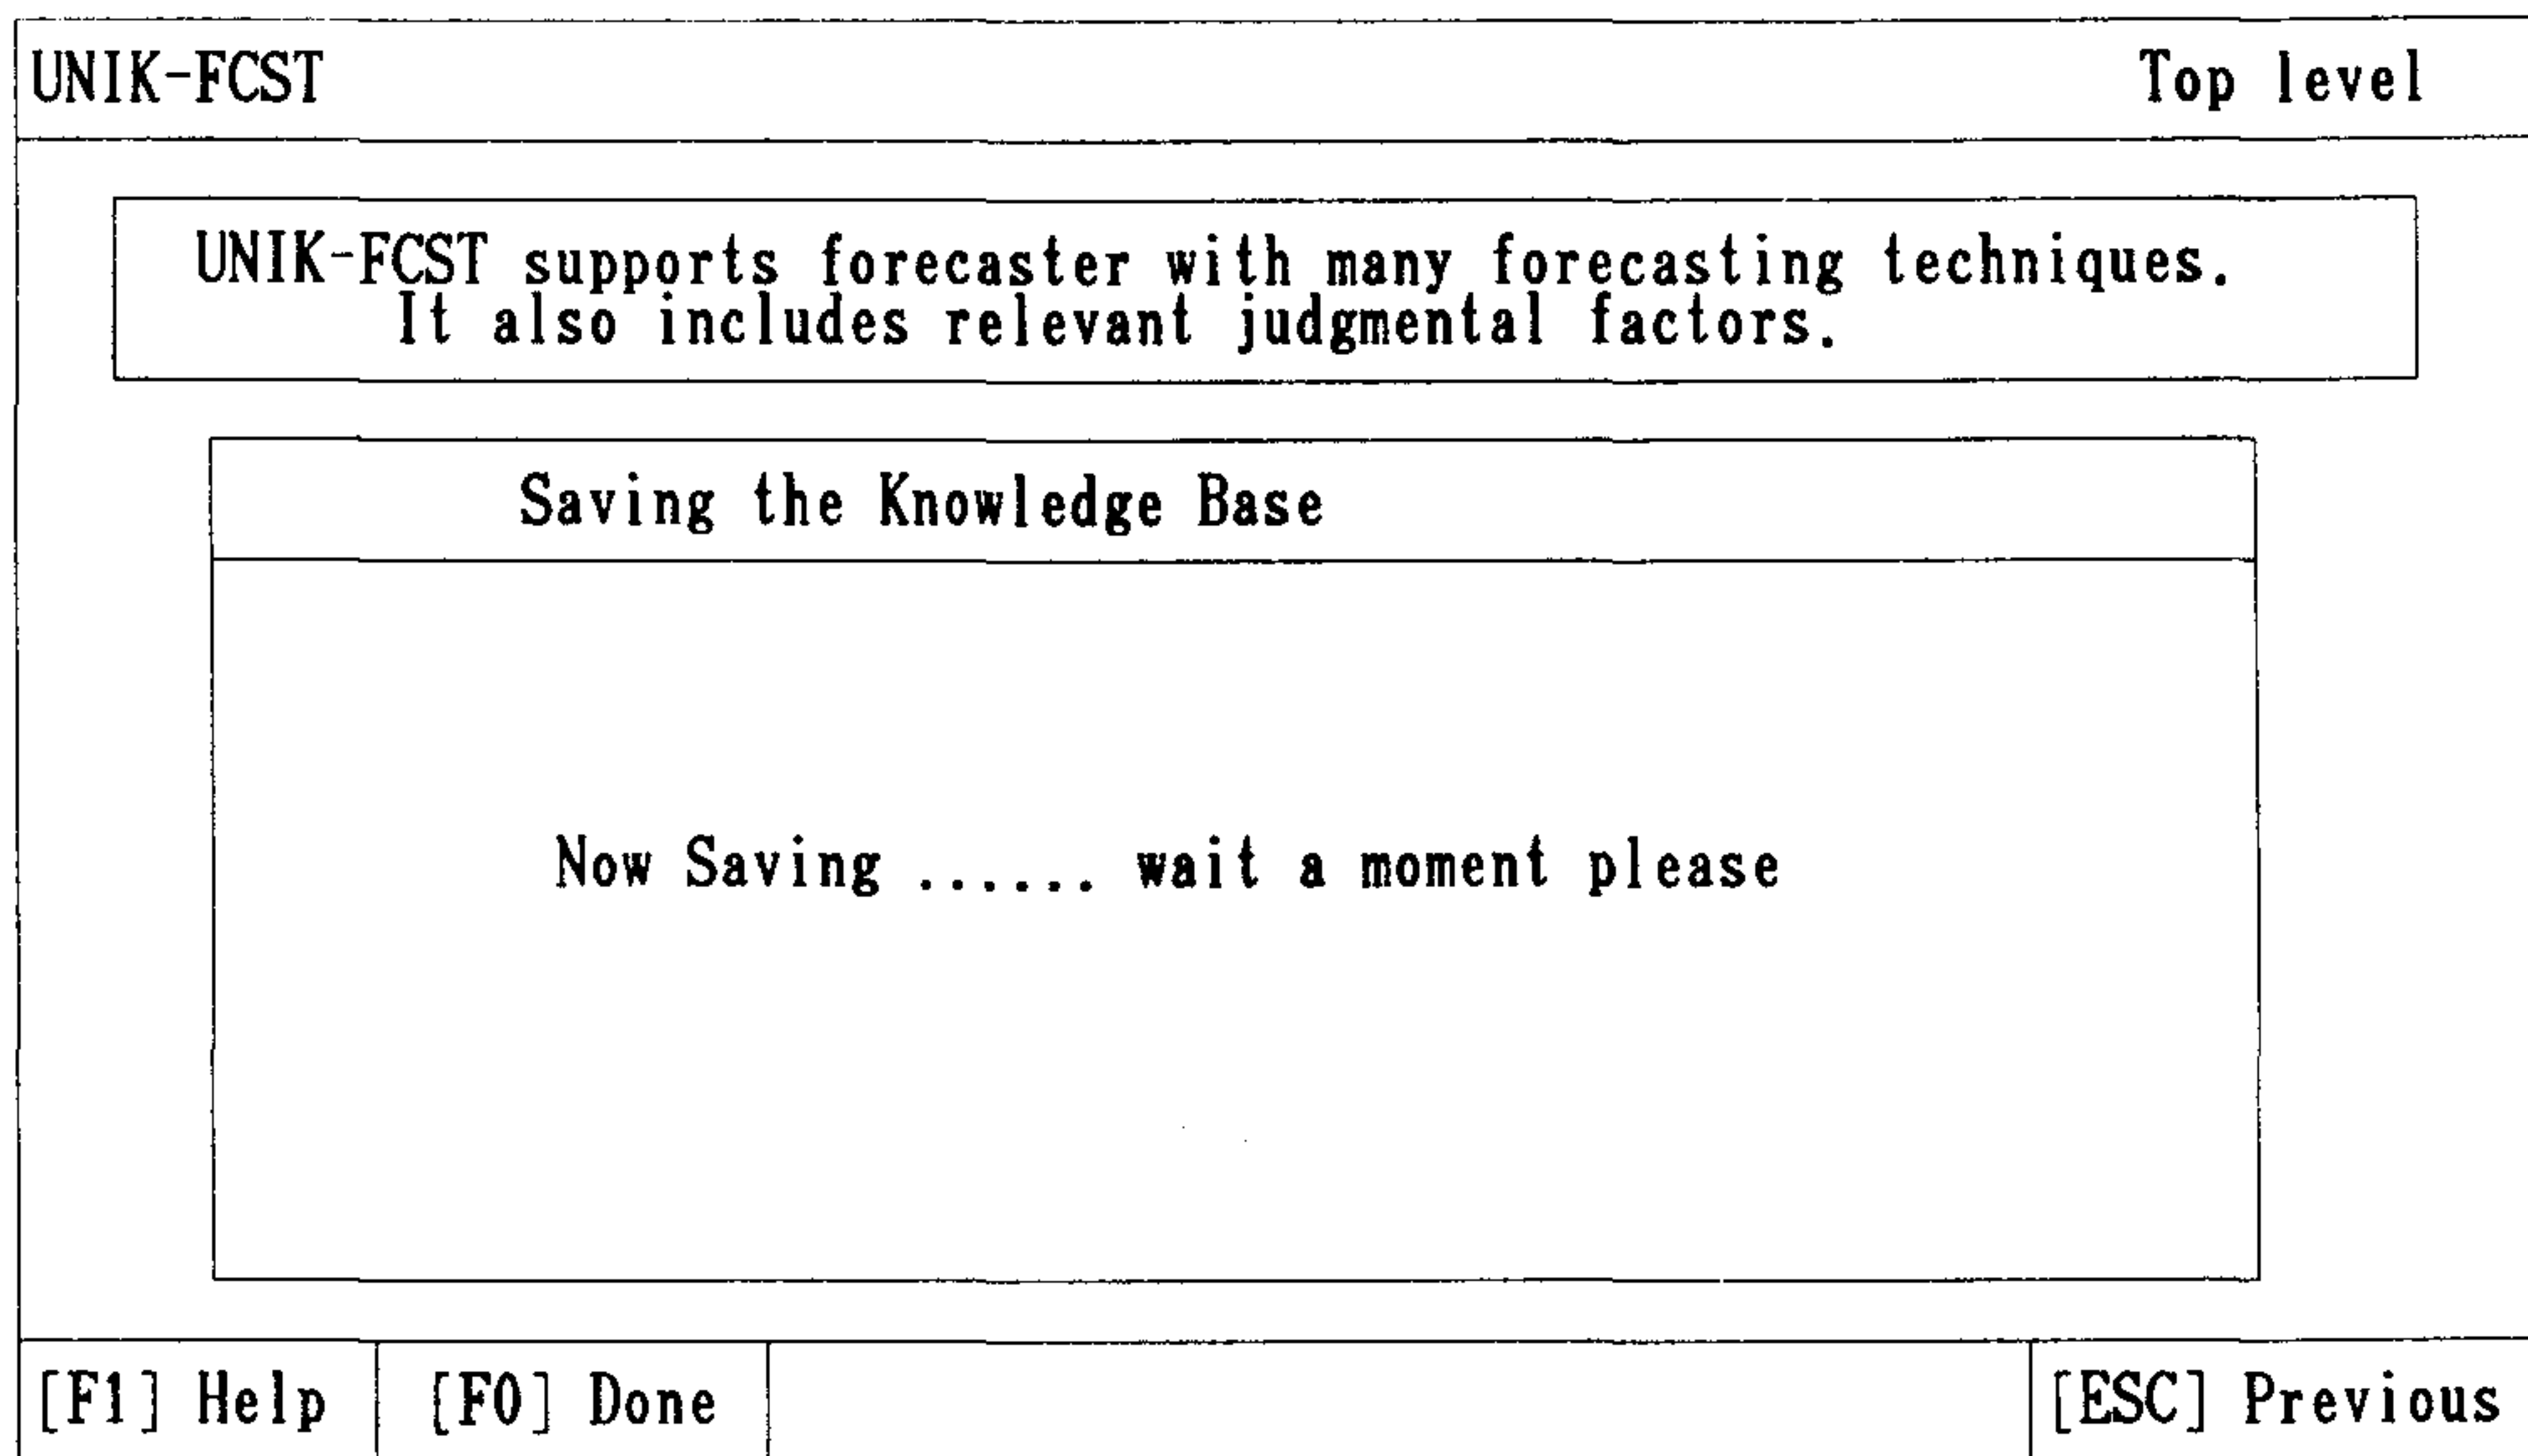 UNIK-FCST Top level
UNIK-FCST supports forecaster with many forecasting techniques.
It also includes relevant judgmental factors.
Saving the Knowledge Base
Now Saving ...... wait a moment please
[F1] Help [F0] Done [ESC] Previous